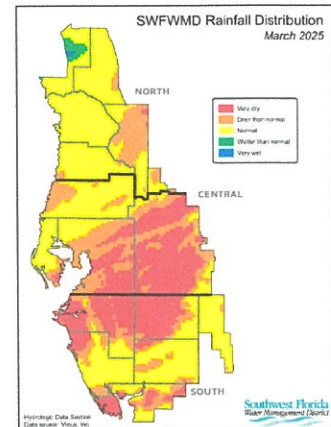 SWFWMD Rainfall Distribution
March 2025
NORTH
Very dry
Drier than normal
Normal
Wetter than normal
Very wet
CENTRAL
SOUTH
Hydrologic Data Section
Data source: Vieux, Inc.
Southwest Florida
Water Management District